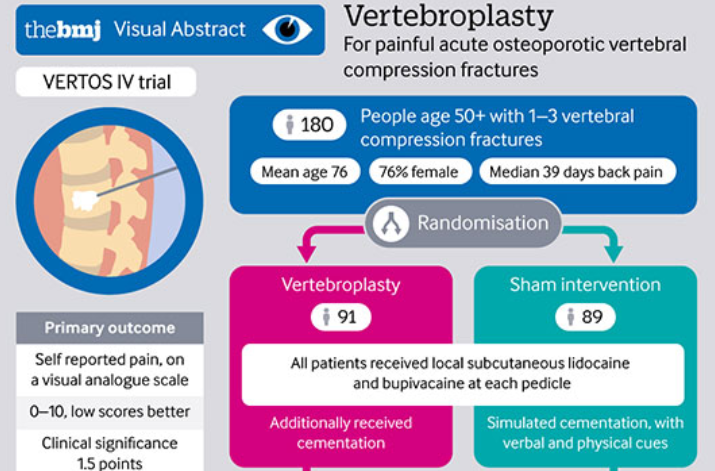 thebmj Visual Abstract
Vertebroplasty
For painful acute osteoporotic vertebral
compression fractures
VERTOS IV trial
180
People age 50+ with 1–3 vertebral
compression fractures
Mean age 76
76% female
Median 39 days back pain
Randomisation
Vertebroplasty
91
Sham intervention
89
All patients received local subcutaneous lidocaine
and bupivacaine at each pedicle
Additionally received
cementation
Simulated cementation, with
verbal and physical cues
Primary outcome
Self reported pain, on
a visual analogue scale
0–10, low scores better
Clinical significance
1.5 points